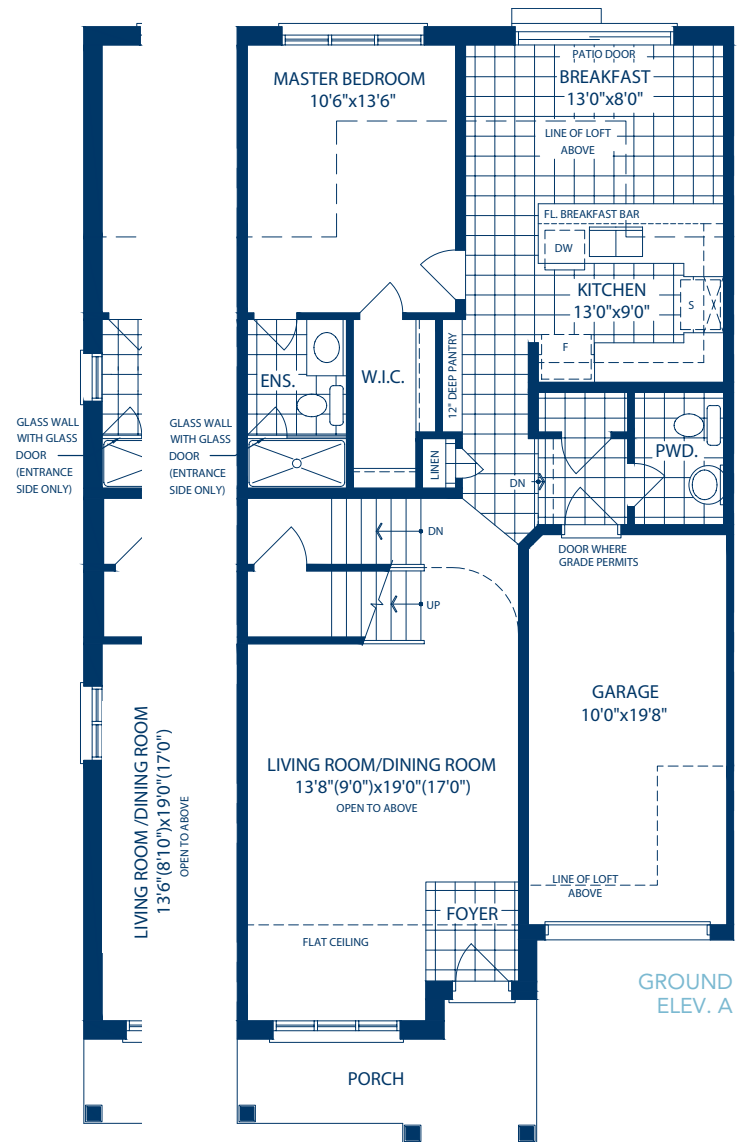 MASTER BEDROOM
10'6"x13'6"
PATIO DOOR
BREAKFAST
13'0"x8'0"
LINE OF LOFT
ABOVE
FL. BREAKFAST BAR
DW
KITCHEN
13'0"x9'0"
S
F
12" DEEP PANTRY
ENS.
W.I.C.
GLASS WALL
WITH GLASS
DOOR
(ENTRANCE
SIDE ONLY)
GLASS WALL
WITH GLASS
DOOR
(ENTRANCE
SIDE ONLY)
LINEN
PWD.
DN
DN
DOOR WHERE
GRADE PERMITS
UP
GARAGE
10'0"x19'8"
LIVING ROOM /DINING ROOM
13'6"(8'10")x19'0"(17'0")
OPEN TO ABOVE
LIVING ROOM/DINING ROOM
13'8"(9'0")x19'0"(17'0")
OPEN TO ABOVE
LINE OF LOFT
ABOVE
FOYER
FLAT CEILING
GROUND
ELEV. A
PORCH